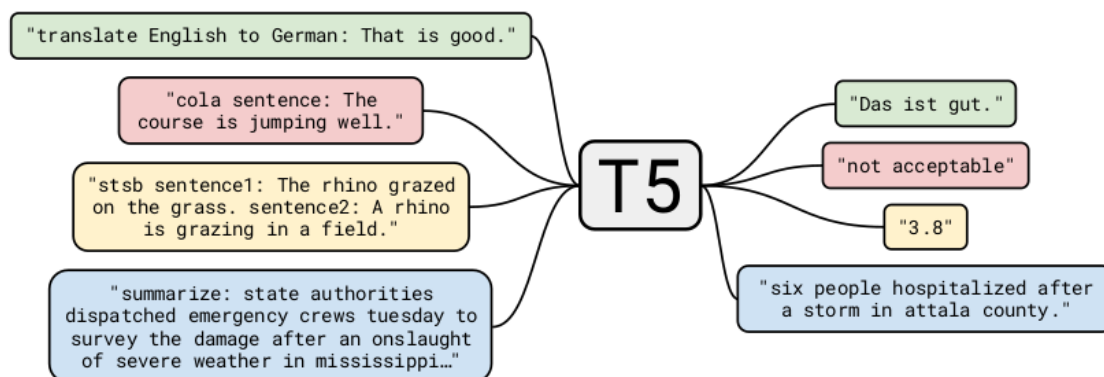 "translate English to German: That is good."
"cola sentence: The
course is jumping well."
"stsb sentence1: The rhino grazed
on the grass. sentence2: A rhino
is grazing in a field."
"summarize: state authorities
dispatched emergency crews tuesday to
survey the damage after an onslaught
of severe weather in mississippi…"
T5
"Das ist gut."
"not acceptable"
"3.8"
"six people hospitalized after
a storm in attala county."